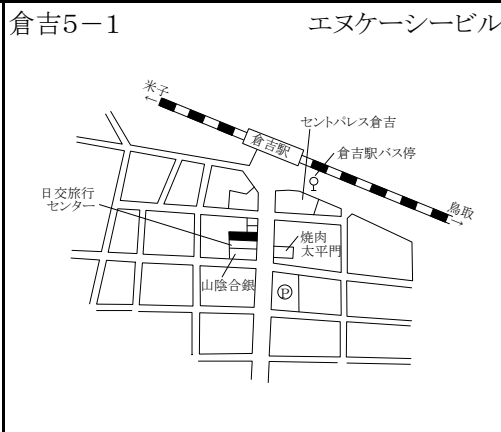 倉吉5－1
エヌケーシービル
米子
←
セントパレス倉吉
倉吉駅
倉吉駅バス停
日交旅行
センター
鳥取
→
焼肉
太平門
山陰合銀
P